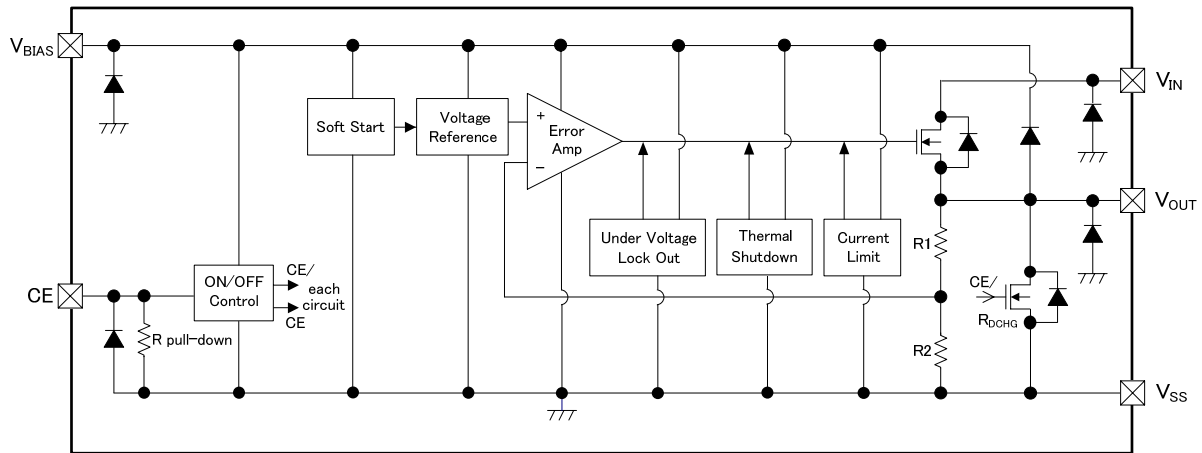 VBIAS
VIN
Soft Start
Voltage
Reference
+
Error
Amp
−
VOUT
Under Voltage
Lock Out
Thermal
Shutdown
Current
Limit
R1
CE
ON/OFF
Control
CE/
each
circuit
CE
CE/
RDCHG
R pull-down
R2
VSS